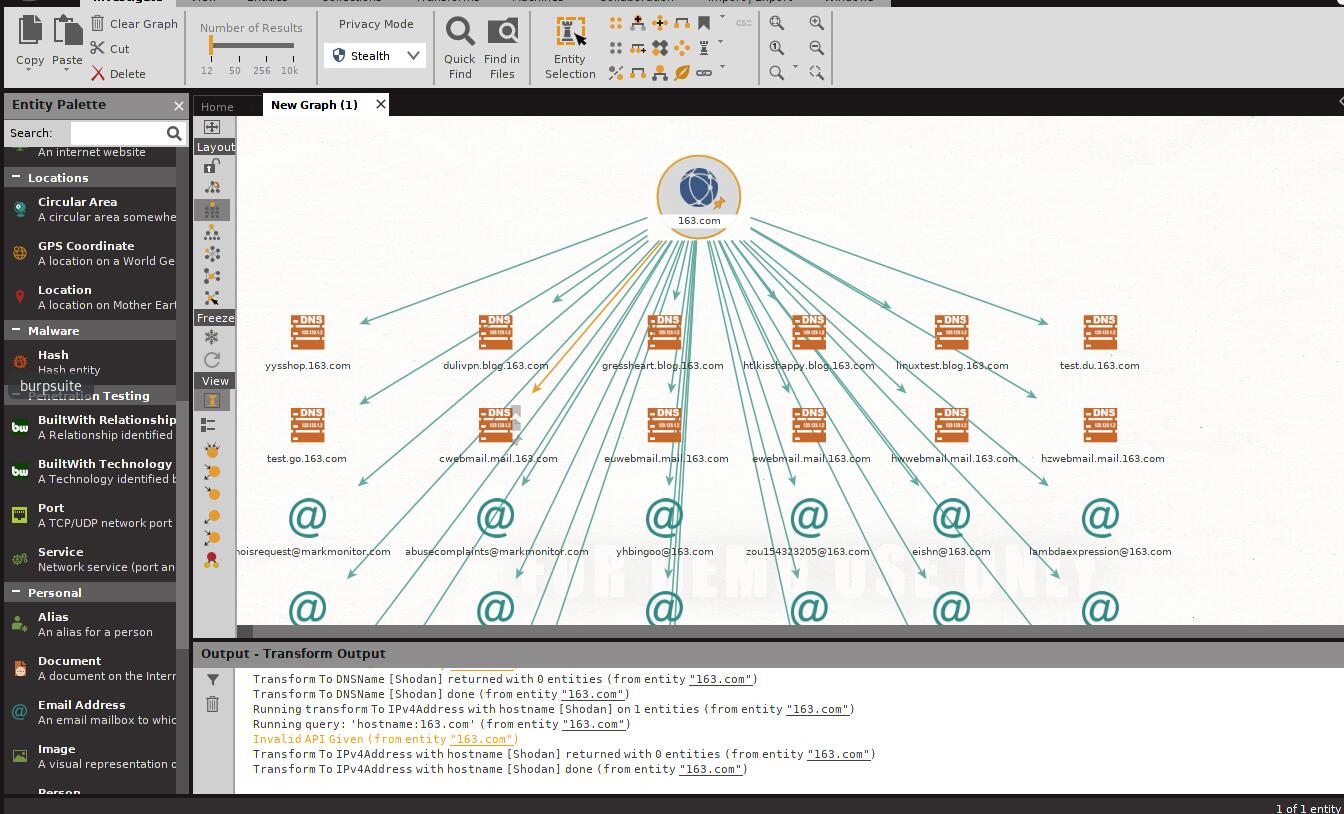 Investigate
View
Entities
Collections
Transforms
Machines
Collaboration
Import | Export
Windows
Copy
Paste
Clear Graph
Cut
Delete
Number of Results
12 50 256 10k
Privacy Mode
Stealth
Quick
Find
Find in
Files
Entity
Selection
Entity Palette
Search:
An internet website
Locations
Circular Area
A circular area somewhe
GPS Coordinate
A location on a World Ge
Location
A location on Mother Eart
Malware
Hash
Hash entity
burpsuite
Penetration Testing
BuiltWith Relationship
A Relationship identified
BuiltWith Technology
A Technology identified b
Port
A TCP/UDP network port
Service
Network service (port an
Personal
Alias
An alias for a person
Document
A document on the Intern
Email Address
An email mailbox to whic
Image
A visual representation o
Person
Home
New Graph (1)
Layout
Freeze
View
163.com
yysshop.163.com
dulivpn.blog.163.com
gressheart.blog.163.com
htlkisshappy.blog.163.com
linuxtest.blog.163.com
test.du.163.com
test.go.163.com
cwebmail.mail.163.com
euwebmail.mail.163.com
ewebmail.mail.163.com
hwwebmail.mail.163.com
hzwebmail.mail.163.com
hoisrequest@markmonitor.com
abusecomplaints@markmonitor.com
yhbingoo@163.com
zou154323205@163.com
eishn@163.com
lambdaexpression@163.com
FOR DEMO USE ONLY
Output - Transform Output
Transform To DNSName [Shodan] returned with 0 entities (from entity "163.com")
Transform To DNSName [Shodan] done (from entity "163.com")
Running transform To IPv4Address with hostname [Shodan] on 1 entities (from entity "163.com")
Running query: 'hostname:163.com' (from entity "163.com")
Invalid API Given (from entity "163.com")
Transform To IPv4Address with hostname [Shodan] returned with 0 entities (from entity "163.com")
Transform To IPv4Address with hostname [Shodan] done (from entity "163.com")
1 of 1 entity